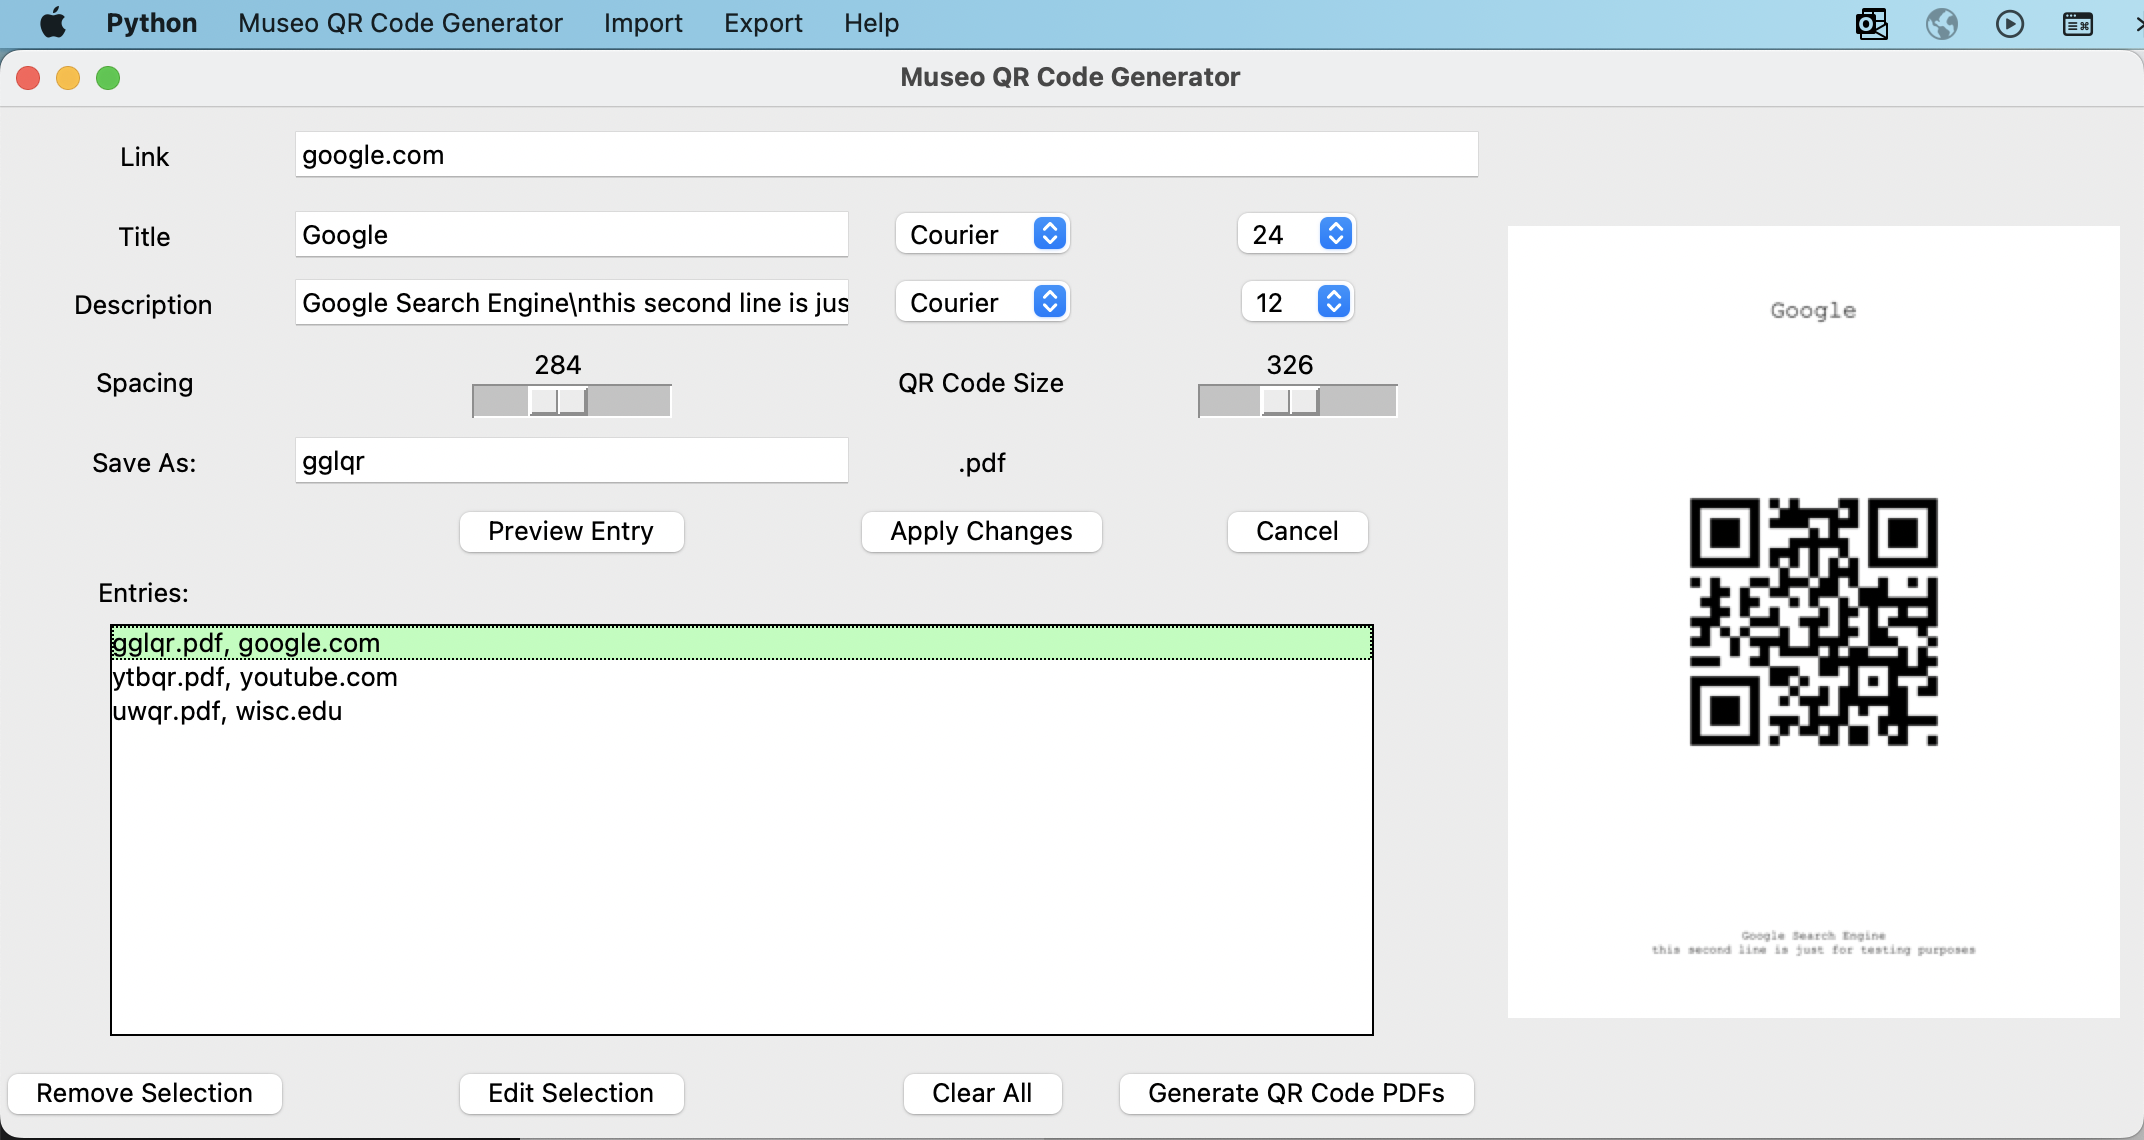 Python Museo QR Code Generator Import Export Help
Museo QR Code Generator
Link google.com
Title Google Courier 24
Description Google Search Engine\nthis second line is jus Courier 12
Spacing 284 QR Code Size 326
Save As: gglqr .pdf
Preview Entry Apply Changes Cancel
Entries:
gglqr.pdf, google.com
ytbqr.pdf, youtube.com
uwqr.pdf, wisc.edu
Remove Selection Edit Selection Clear All Generate QR Code PDFs
Google
Google Search Engine
this second line is just for testing purposes